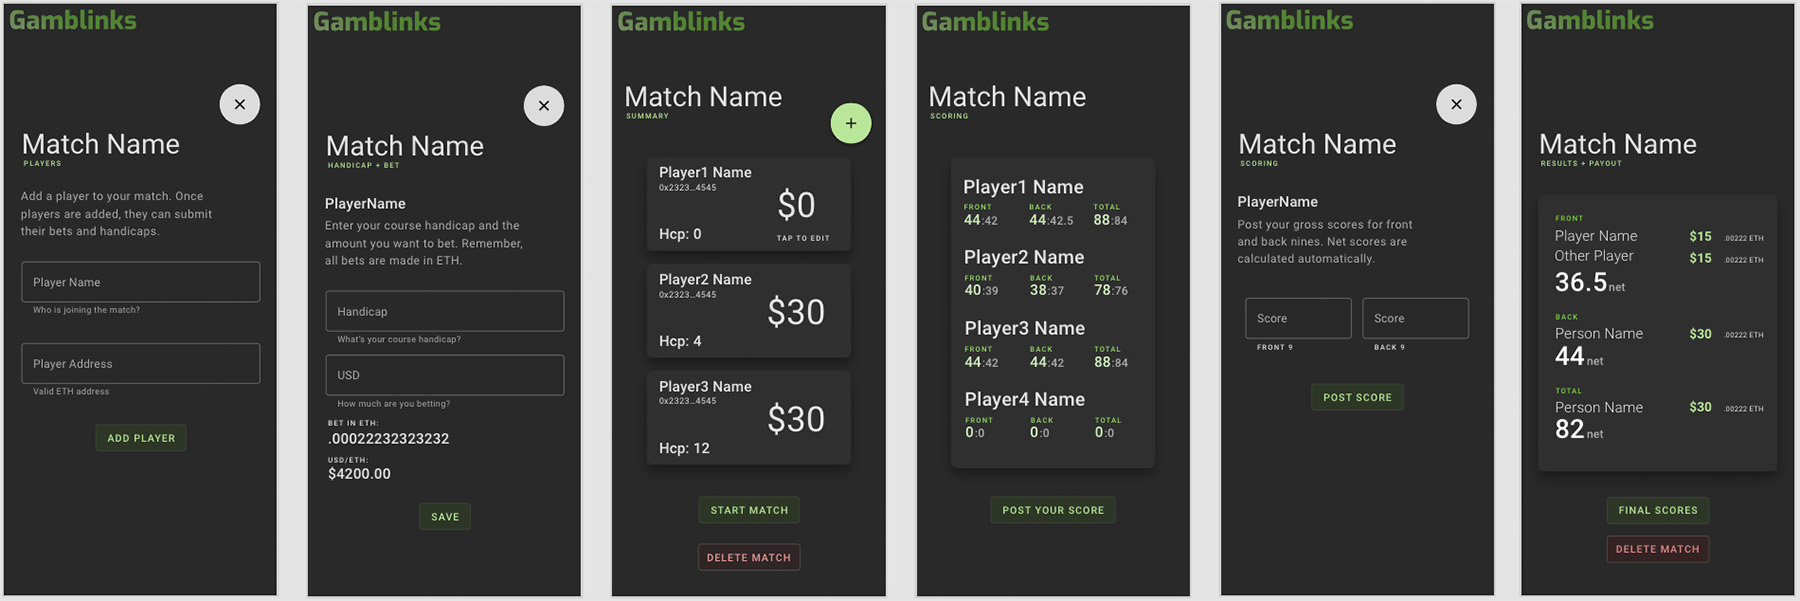 Gamblinks
Match Name
PLAYERS
Add a player to your match. Once
players are added, they can submit
their bets and handicaps.
Player Name
Who is joining the match?
Player Address
Valid ETH address
ADD PLAYER
Gamblinks
Match Name
HANDICAP + BET
PlayerName
Enter your course handicap and the
amount you want to bet. Remember,
all bets are made in ETH.
Handicap
What's your course handicap?
USD
How much are you betting?
BET IN ETH:
.00022232323232
USD/ETH:
$4200.00
SAVE
Gamblinks
Match Name
SUMMARY
+
Player1 Name
0x2323...4545
$0
Hcp: 0
TAP TO EDIT
Player2 Name
0x2323...4545
$30
Hcp: 4
Player3 Name
0x2323...4545
$30
Hcp: 12
START MATCH
DELETE MATCH
Gamblinks
Match Name
SCORING
Player1 Name
FRONT BACK TOTAL
44:42 44:42.5 88:84
Player2 Name
FRONT BACK TOTAL
40:39 38:37 78:76
Player3 Name
FRONT BACK TOTAL
44:42 44:42 88:84
Player4 Name
FRONT BACK TOTAL
0:0 0:0 0:0
POST YOUR SCORE
Gamblinks
Match Name
SCORING
PlayerName
Post your gross scores for front
and back nines. Net scores are
calculated automatically.
Score Score
FRONT 9 BACK 9
POST SCORE
Gamblinks
Match Name
RESULTS + PAYOUT
FRONT
Player Name $15 .00222 ETH
Other Player $15 .00222 ETH
36.5 net
BACK
Person Name $30 .00222 ETH
44 net
TOTAL
Person Name $30 .00222 ETH
82 net
FINAL SCORES
DELETE MATCH